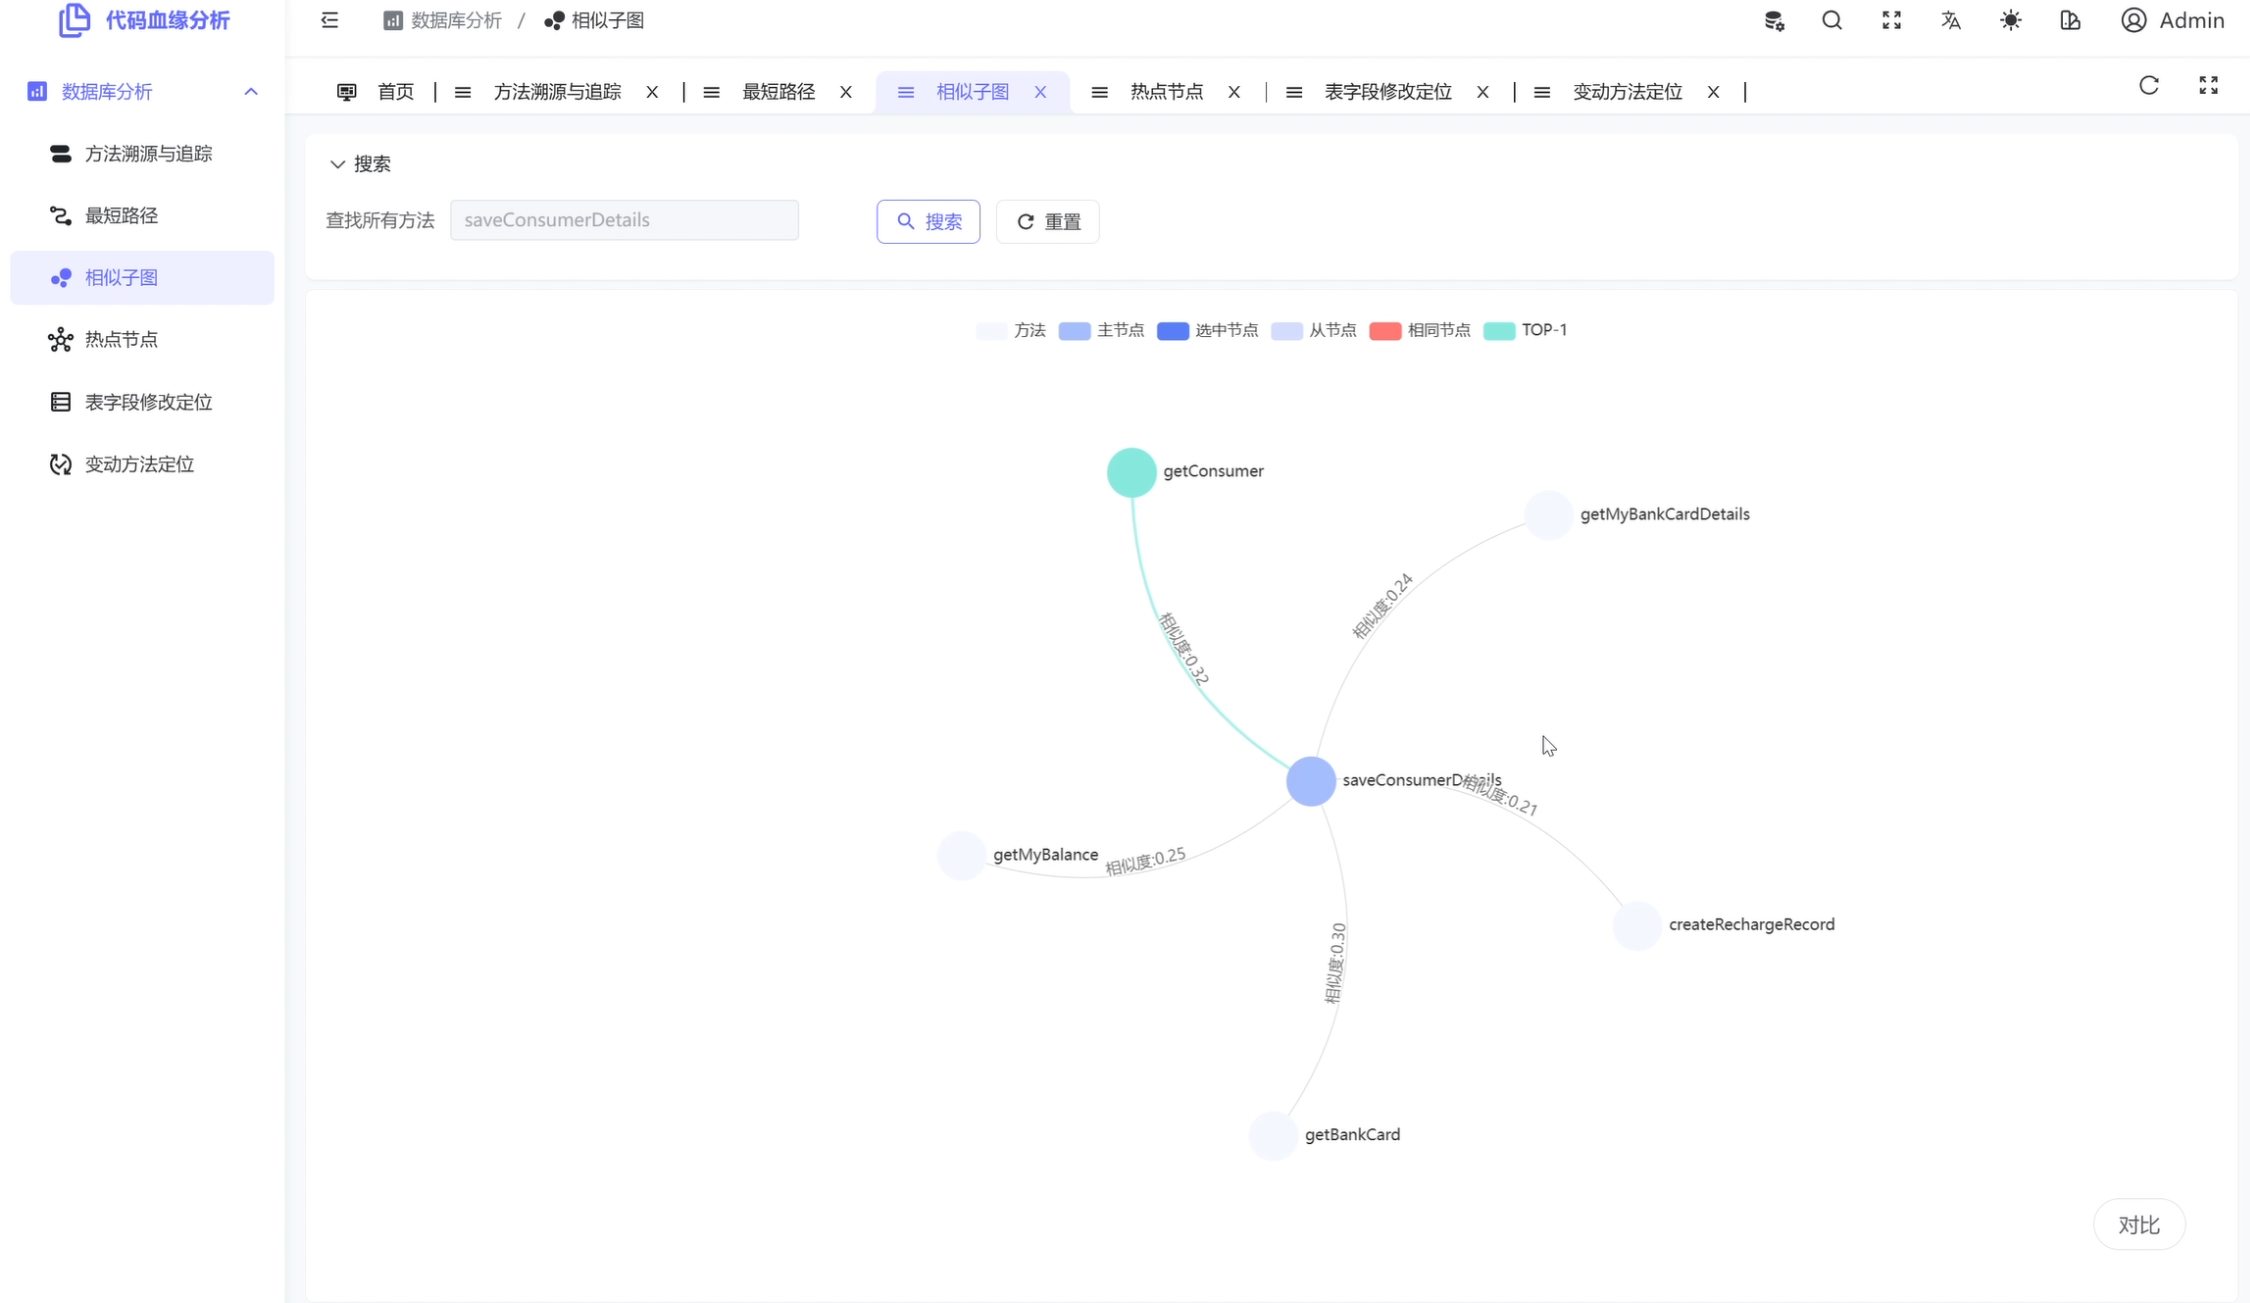 代码血缘分析
数据库分析
方法溯源与追踪
最短路径
相似子图
热点节点
表字段修改定位
变动方法定位
数据库分析 / 相似子图
Admin
首页 | 方法溯源与追踪 X | 最短路径 X 相似子图 X 热点节点 X | 表字段修改定位 X | 变动方法定位 X |
搜索
查找所有方法 saveConsumerDetails 搜索 重置
方法 主节点 选中节点 从节点 相同节点 TOP-1
getConsumer
getMyBankCardDetails
相似度:0.24
相似度:0.32
saveConsumerDetails
相似度:0.21
getMyBalance
相似度:0.25
createRechargeRecord
相似度:0.30
getBankCard
对比